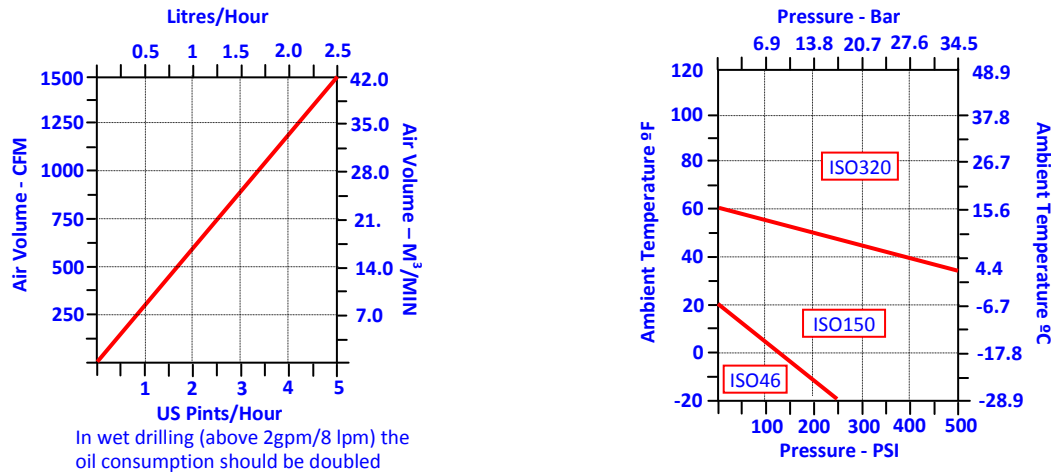 Litres/Hour
0.5 1 1.5 2.0 2.5
1500
1250
1000
750
500
250
Air Volume - CFM
42.0
35.0
28.0
21.
14.0
7.0
Air Volume – M³/MIN
1 2 3 4 5
US Pints/Hour
In wet drilling (above 2gpm/8 lpm) the
oil consumption should be doubled
Pressure - Bar
6.9 13.8 20.7 27.6 34.5
120
100
80
60
40
20
0
-20
Ambient Temperature ºF
ISO320
ISO150
ISO46
48.9
37.8
26.7
15.6
4.4
-6.7
-17.8
-28.9
Ambient Temperature ºC
100 200 300 400 500
Pressure - PSI